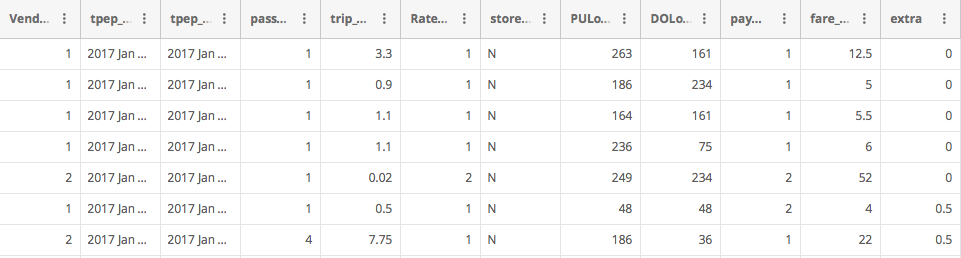 Vend... tpep_... tpep_... pass... trip_... Rate... store... PULo... DOLo... pay... fare_... extra
1 2017 Jan ... 2017 Jan ... 1 3.3 1 N 263 161 1 12.5 0
1 2017 Jan ... 2017 Jan ... 1 0.9 1 N 186 234 1 5 0
1 2017 Jan ... 2017 Jan ... 1 1.1 1 N 164 161 1 5.5 0
1 2017 Jan ... 2017 Jan ... 1 1.1 1 N 236 75 1 6 0
2 2017 Jan ... 2017 Jan ... 1 0.02 2 N 249 234 2 52 0
1 2017 Jan ... 2017 Jan ... 1 0.5 1 N 48 48 2 4 0.5
2 2017 Jan ... 2017 Jan ... 4 7.75 1 N 186 36 1 22 0.5